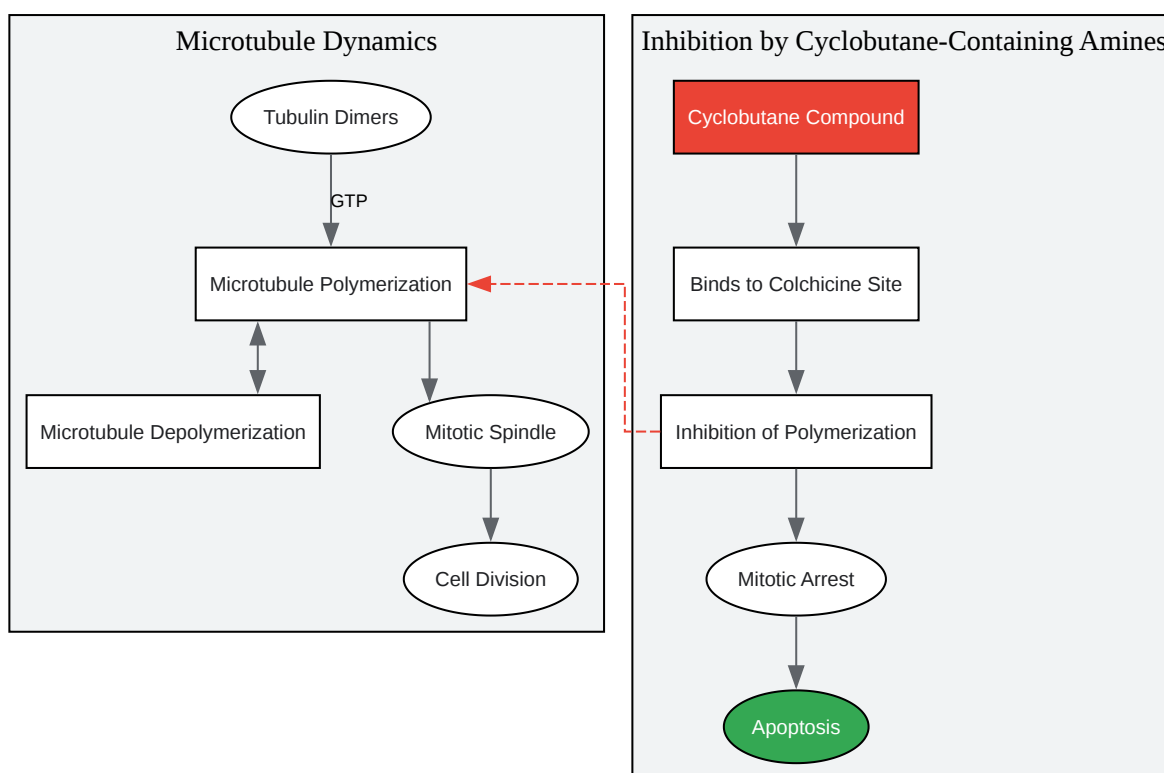 Microtubule Dynamics
Tubulin Dimers
GTP
Microtubule Polymerization
Microtubule Depolymerization
Mitotic Spindle
Cell Division
Inhibition by Cyclobutane-Containing Amines
Cyclobutane Compound
Binds to Colchicine Site
Inhibition of Polymerization
Mitotic Arrest
Apoptosis